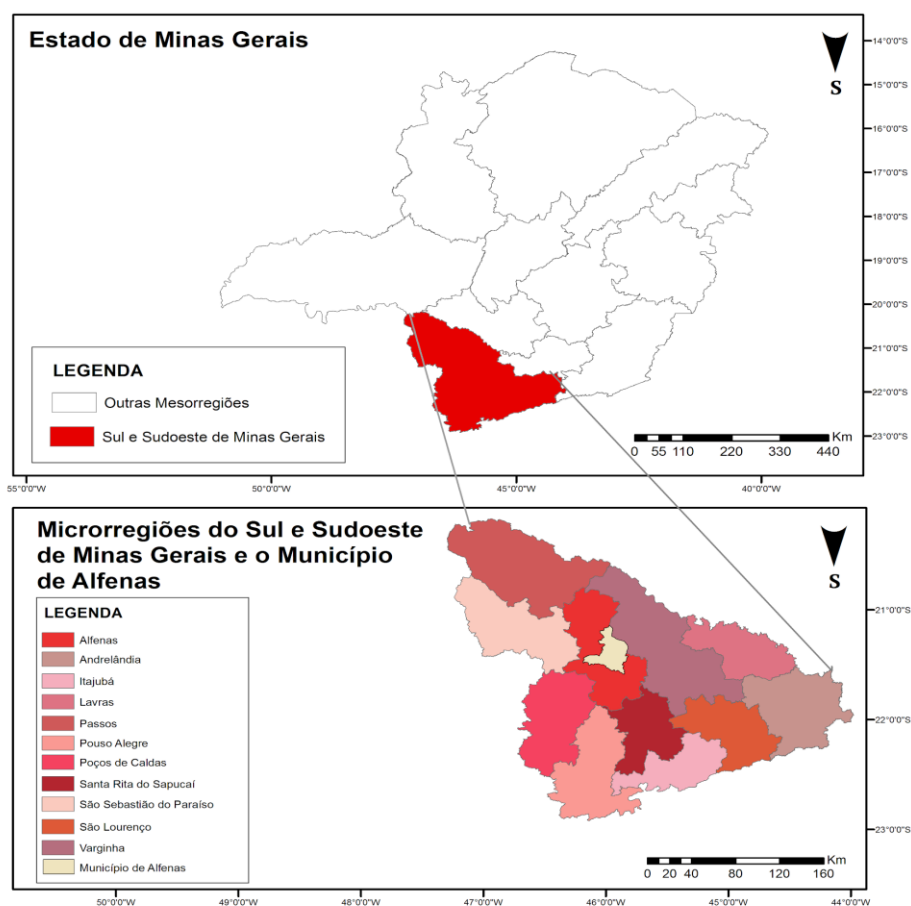 Estado de Minas Gerais
S
14°0'0"S
15°0'0"S
16°0'0"S
17°0'0"S
18°0'0"S
19°0'0"S
20°0'0"S
21°0'0"S
22°0'0"S
23°0'0"S
LEGENDA
Outras Mesorregiões
Sul e Sudoeste de Minas Gerais
Km
0 55 110 220 330 440
55°0'0"W 50°0'0"W 45°0'0"W 40°0'0"W
Microrregiões do Sul e Sudoeste
de Minas Gerais e o Município
de Alfenas
S
LEGENDA
Alfenas
Andrelândia
Itajubá
Lavras
Passos
Pouso Alegre
Poços de Caldas
Santa Rita do Sapucaí
São Sebastião do Paraíso
São Lourenço
Varginha
Município de Alfenas
21°0'0"S
22°0'0"S
23°0'0"S
Km
0 20 40 80 120 160
50°0'0"W 49°0'0"W 48°0'0"W 47°0'0"W 46°0'0"W 45°0'0"W 44°0'0"W